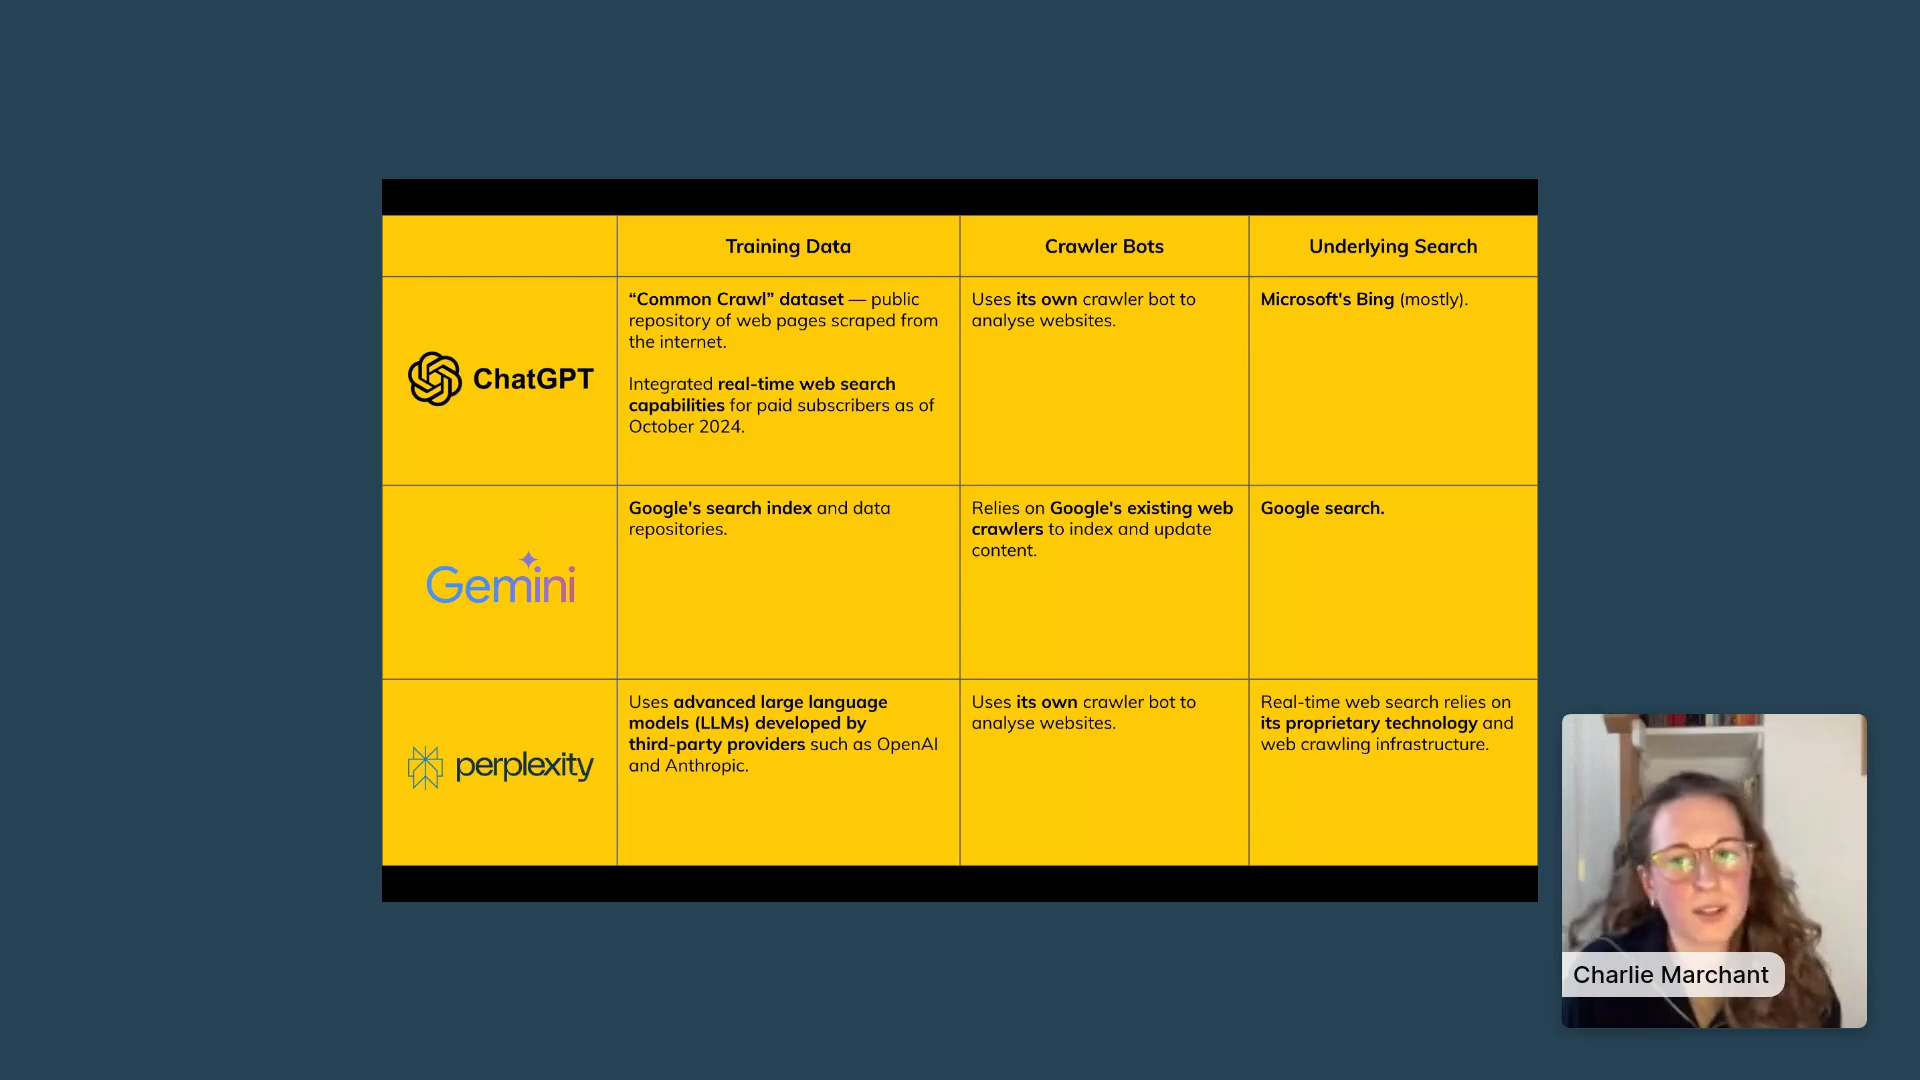 Training Data
Crawler Bots
Underlying Search
ChatGPT
“Common Crawl” dataset — public
repository of web pages scraped from
the internet.
Integrated real-time web search
capabilities for paid subscribers as of
October 2024.
Uses its own crawler bot to
analyse websites.
Microsoft's Bing (mostly).
Gemini
Google's search index and data
repositories.
Relies on Google's existing web
crawlers to index and update
content.
Google search.
perplexity
Uses advanced large language
models (LLMs) developed by
third-party providers such as OpenAI
and Anthropic.
Uses its own crawler bot to
analyse websites.
Real-time web search relies on
its proprietary technology and
web crawling infrastructure.
Charlie Marchant